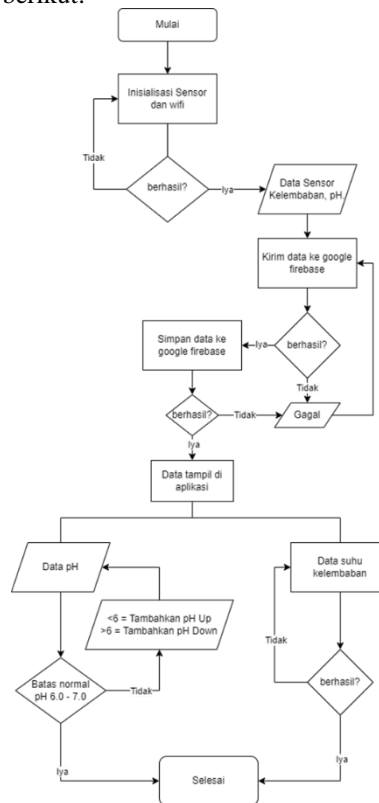 berikut:
Mulai
Inisialisasi Sensor
dan wifi
Tidak
berhasil?
Iya
Data Sensor
Kelembaban, pH,
Kirim data ke google
firebase
Simpan data ke
google firebase
Iya
berhasil?
Tidak
berhasil?
Tidak
Gagal
Iya
Data tampil di
aplikasi
Data pH
Data suhu
kelembaban
<6 = Tambahkan pH Up
>6 = Tambahkan pH Down
Tidak
Batas normal
pH 6.0 - 7.0
Tidak
berhasil?
Iya
Iya
Selesai